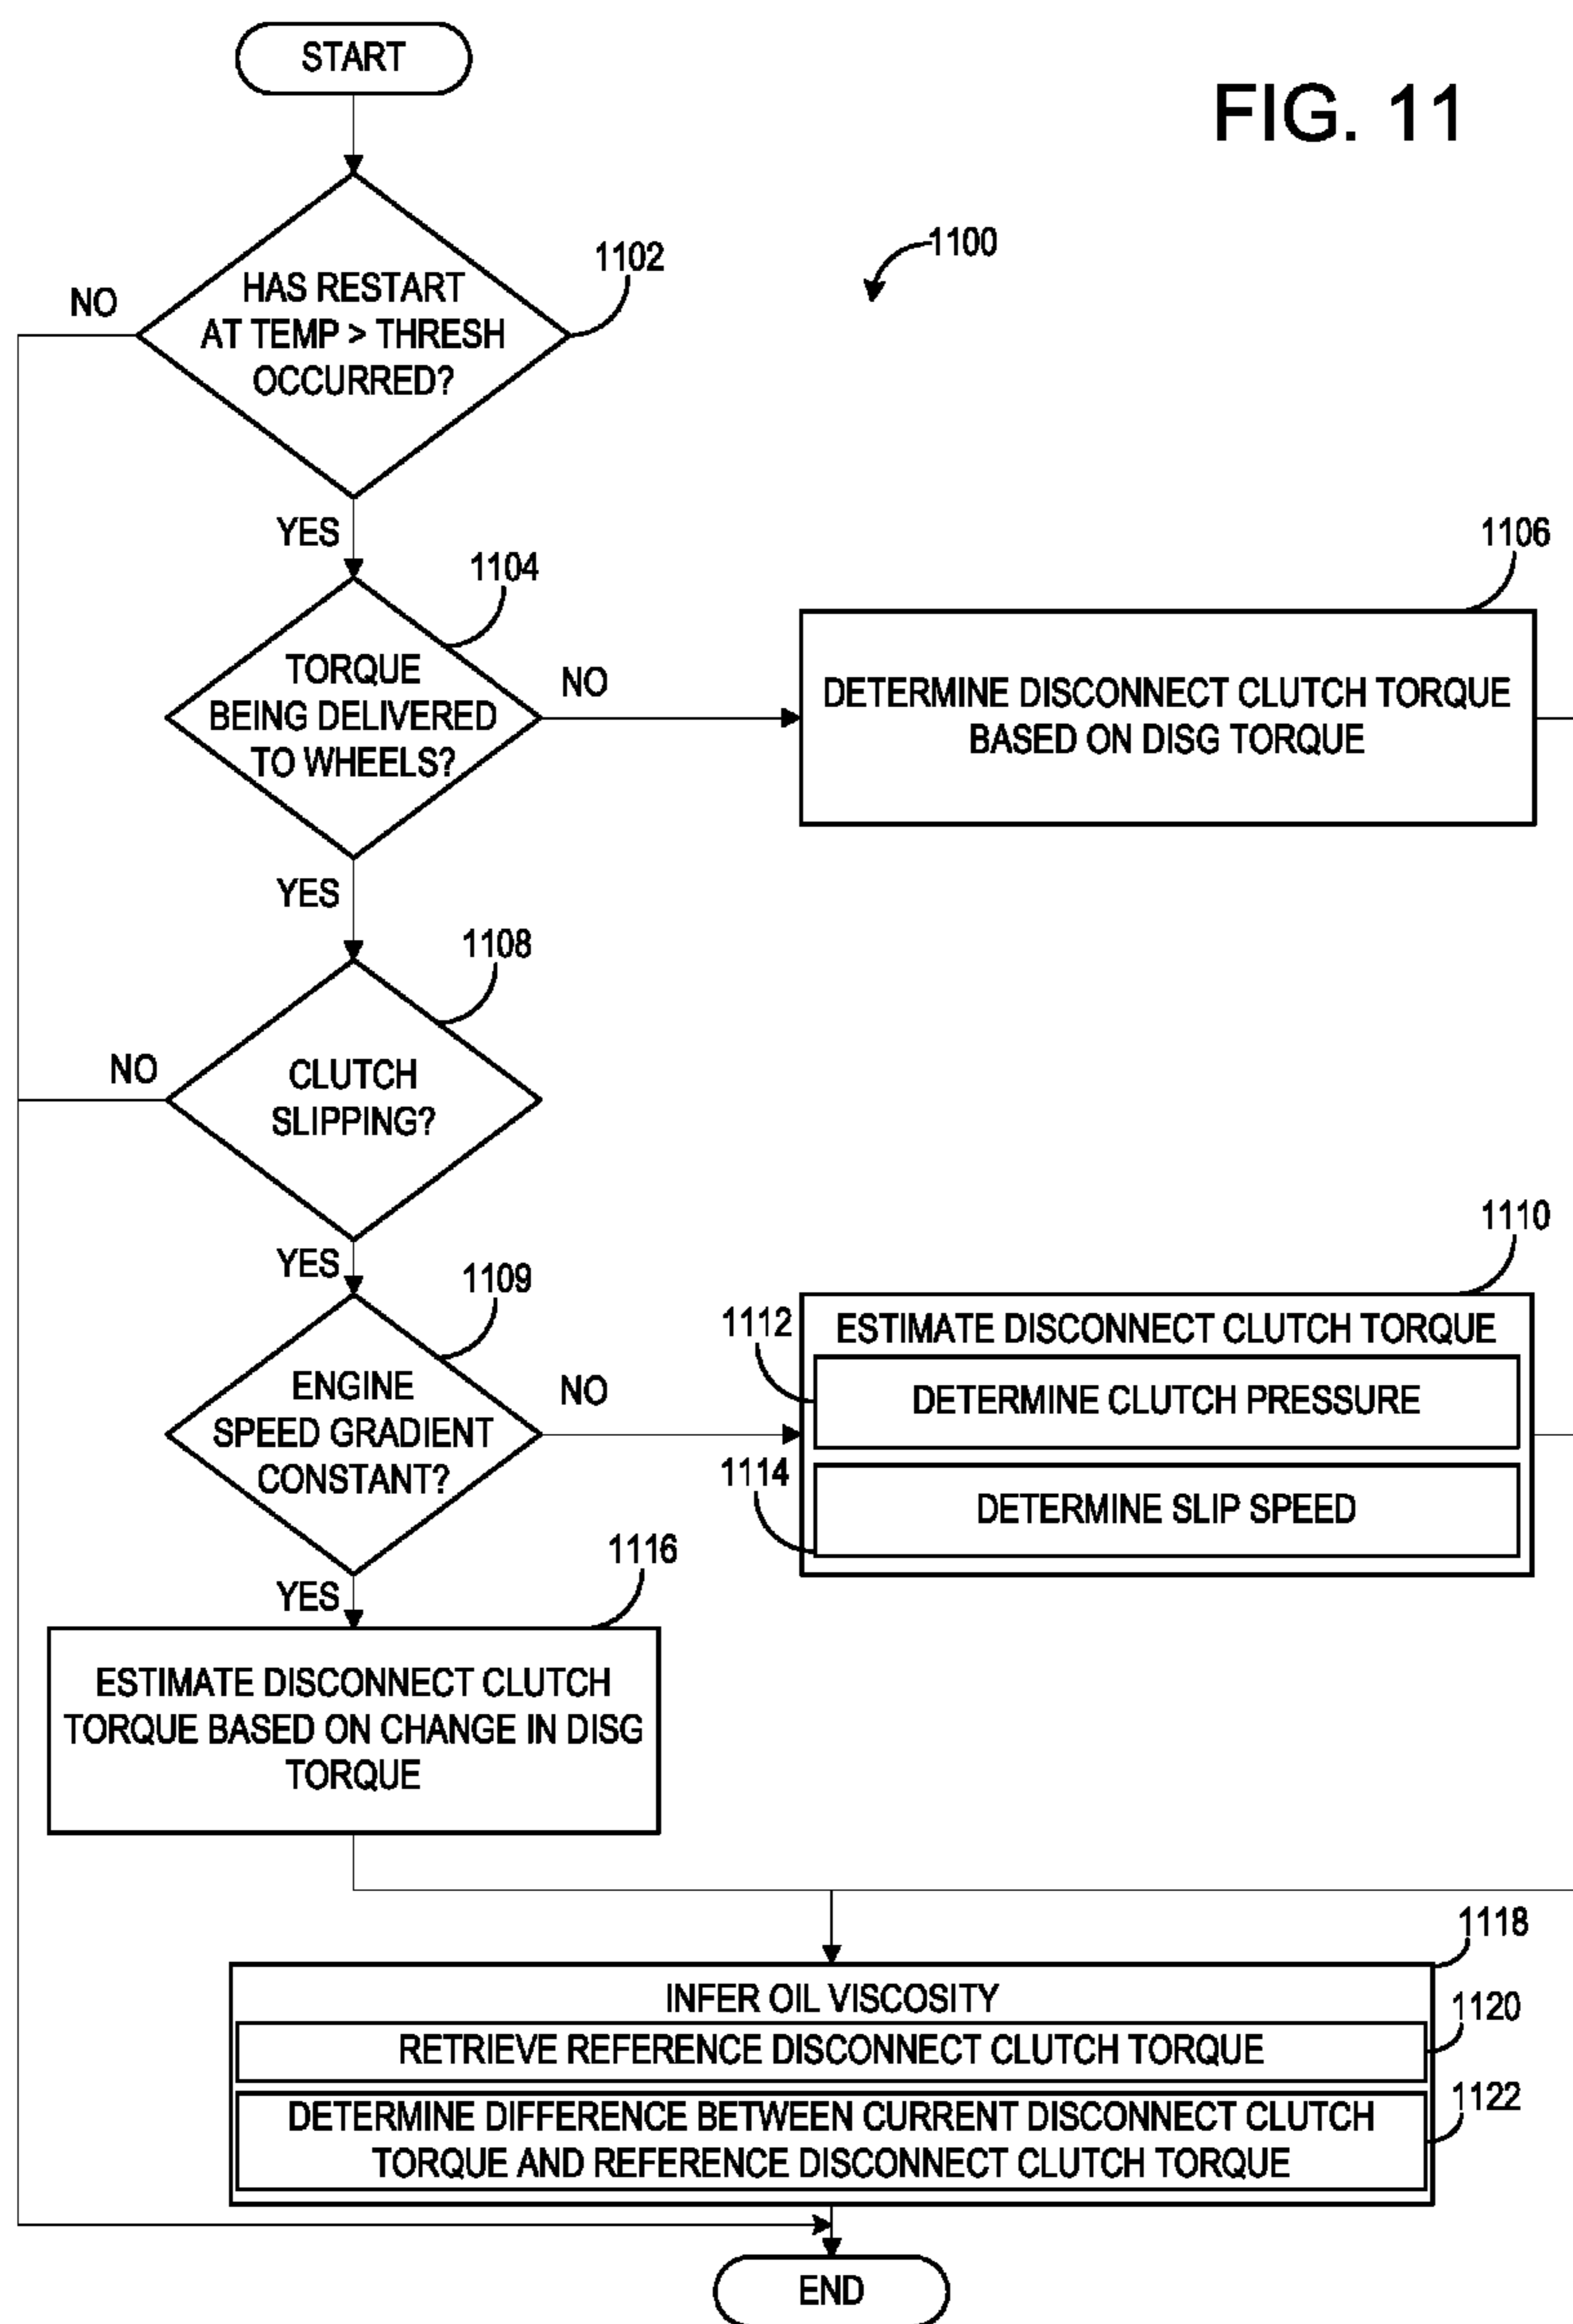 START
FIG. 11
1100
1102
HAS RESTART
AT TEMP > THRESH
OCCURRED?
NO
YES
1104
TORQUE
BEING DELIVERED
TO WHEELS?
NO
1106
DETERMINE DISCONNECT CLUTCH TORQUE
BASED ON DISG TORQUE
YES
1108
CLUTCH
SLIPPING?
NO
YES
1109
ENGINE
SPEED GRADIENT
CONSTANT?
NO
1110
ESTIMATE DISCONNECT CLUTCH TORQUE
1112
DETERMINE CLUTCH PRESSURE
1114
DETERMINE SLIP SPEED
YES
1116
ESTIMATE DISCONNECT CLUTCH
TORQUE BASED ON CHANGE IN DISG
TORQUE
1118
INFER OIL VISCOSITY
1120
RETRIEVE REFERENCE DISCONNECT CLUTCH TORQUE
1122
DETERMINE DIFFERENCE BETWEEN CURRENT DISCONNECT CLUTCH
TORQUE AND REFERENCE DISCONNECT CLUTCH TORQUE
END